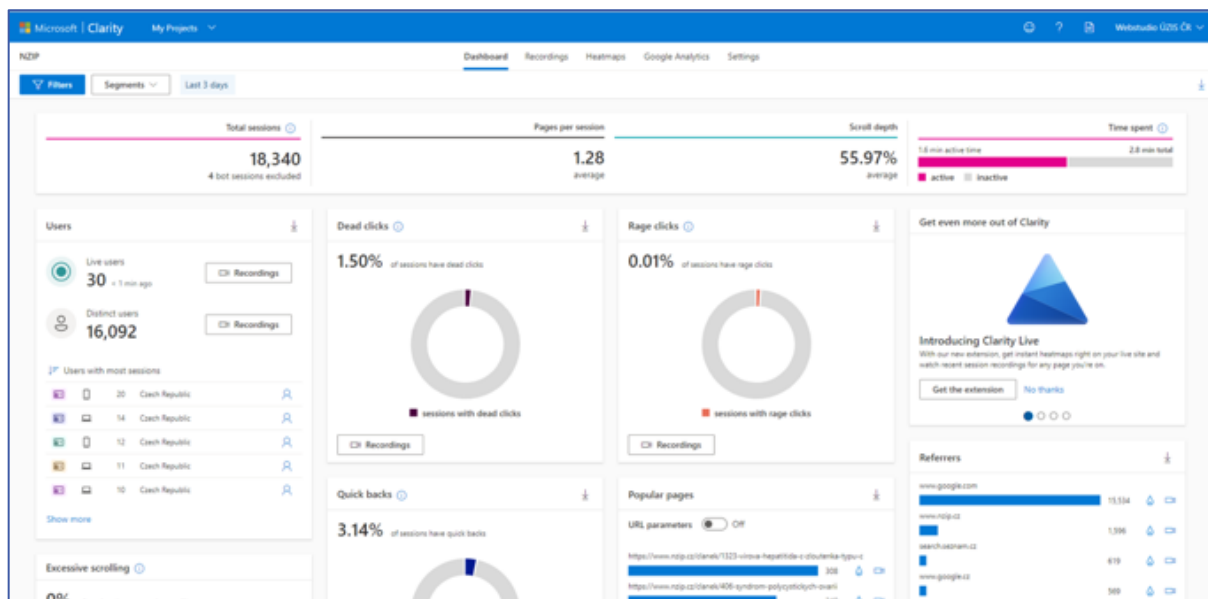 Microsoft | Clarity My Projects
Webstudio ÚZIS ČR
NZIP
Dashboard Recordings Heatmaps Google Analytics Settings
Filters Segments Last 3 days
Total sessions
18,340
4 bot sessions excluded
Pages per session
1.28
average
Scroll depth
55.97%
average
Time spent
1.6 min active time 2.8 min total
active inactive
Users
Live users
30 < 1 min ago
Recordings
Distinct users
16,092
Recordings
Users with most sessions
20 Czech Republic
14 Czech Republic
12 Czech Republic
11 Czech Republic
10 Czech Republic
Show more
Excessive scrolling
0%
Dead clicks
1.50% of sessions have dead clicks
sessions with dead clicks
Recordings
Quick backs
3.14% of sessions have quick backs
Rage clicks
0.01% of sessions have rage clicks
sessions with rage clicks
Recordings
Popular pages
URL parameters Off
https://www.nzip.cz/clanek/1323-virova-hepatitida-c-zloutenka-typu-c
308
https://www.nzip.cz/clanek/406-syndrom-polycystickych-ovarii
Get even more out of Clarity
Introducing Clarity Live
With our new extension, get instant heatmaps right on your live site and
watch recent session recordings for any page you're on.
Get the extension No thanks
Referrers
www.google.com
15,534
www.nzip.cz
1,596
search.seznam.cz
619
www.google.cz
569